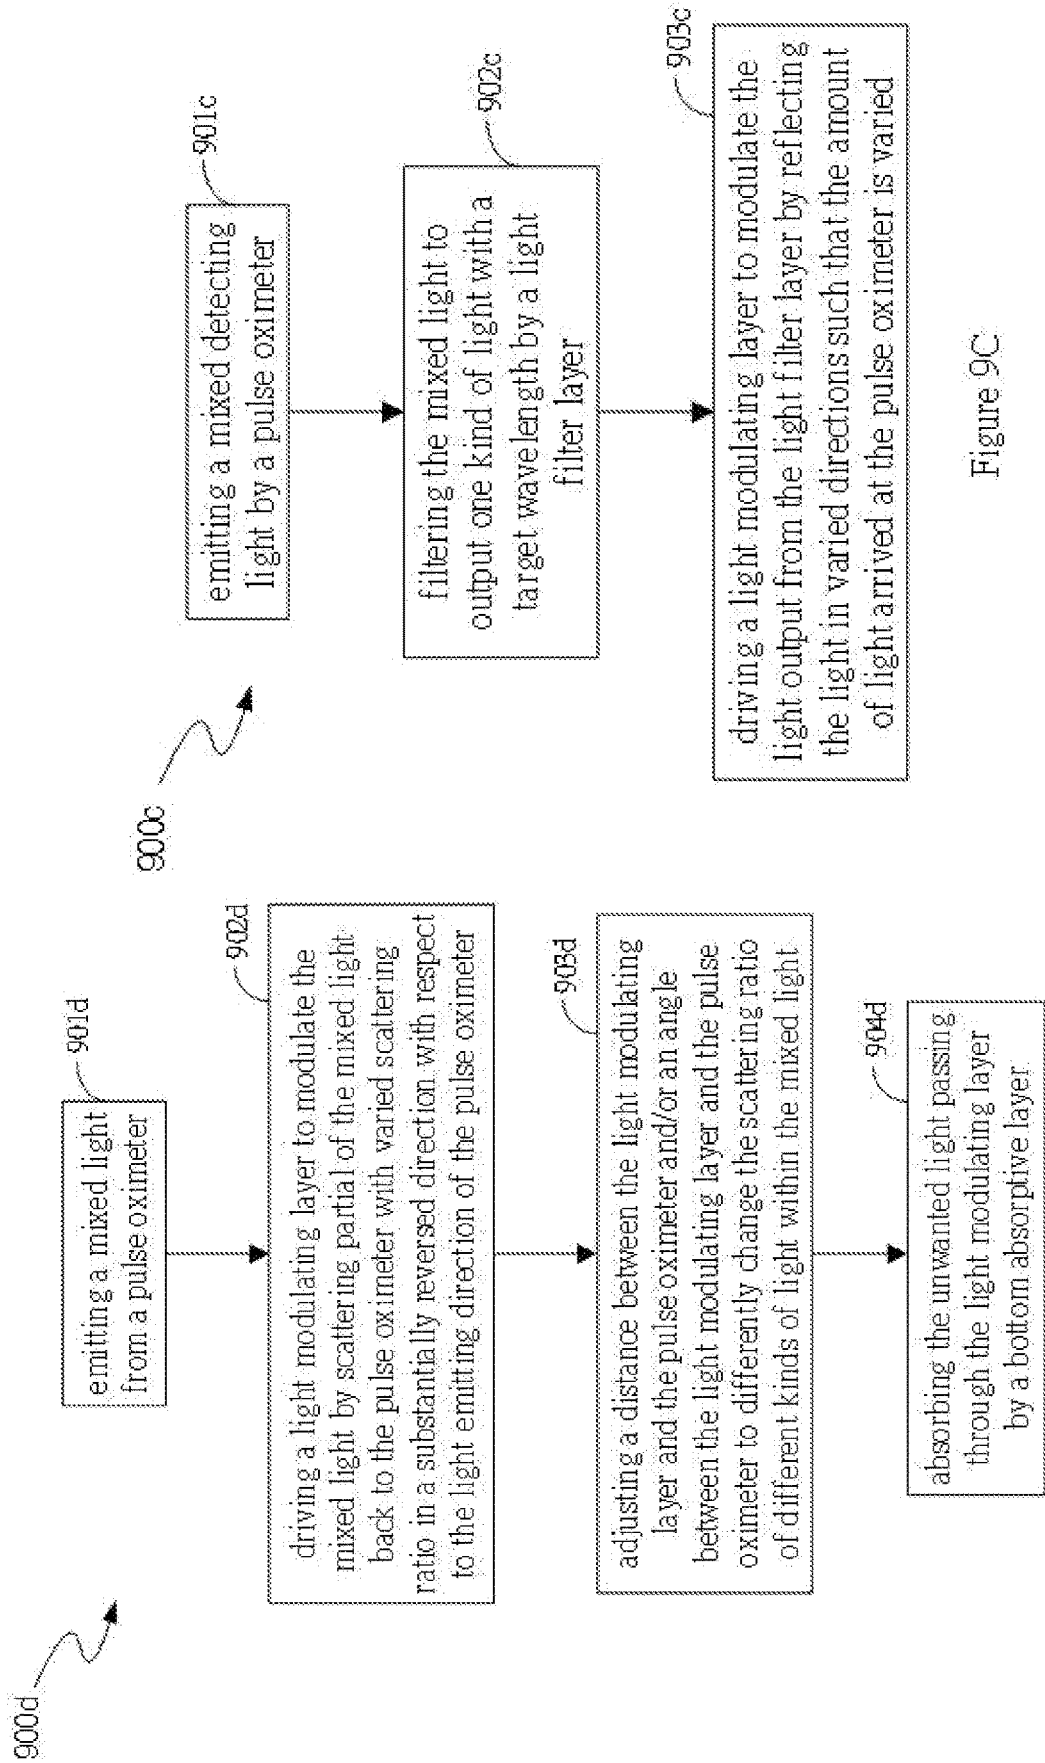 900c
901c
emitting a mixed detecting
light by a pulse oximeter
902c
filtering the mixed light to
output one kind of light with a
target wavelength by a light
filter layer
903c
driving a light modulating layer to modulate the
light output from the light filter layer by reflecting
the light in varied directions such that the amount
of light arrived at the pulse oximeter is varied
Figure 9C
900d
901d
emitting a mixed light
from a pulse oximeter
902d
driving a light modulating layer to modulate the
mixed light by scattering partial of the mixed light
back to the pulse oximeter with varied scattering
ratio in a substantially reversed direction with respect
to the light emitting direction of the pulse oximeter
903d
adjusting a distance between the light modulating
layer and the pulse oximeter and/or an angle
between the light modulating layer and the pulse
oximeter to differently change the scattering ratio
of different kinds of light within the mixed light
904d
absorbing the unwanted light passing
through the light modulating layer
by a bottom absorptive layer